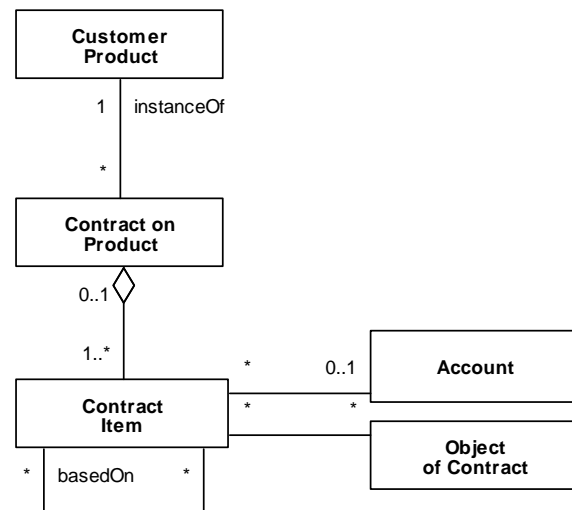 Customer
Product
1 instanceOf
*
Contract on
Product
0..1
1..*
* 0..1
Account
Contract
Item
* *
Object
of Contract
* basedOn *